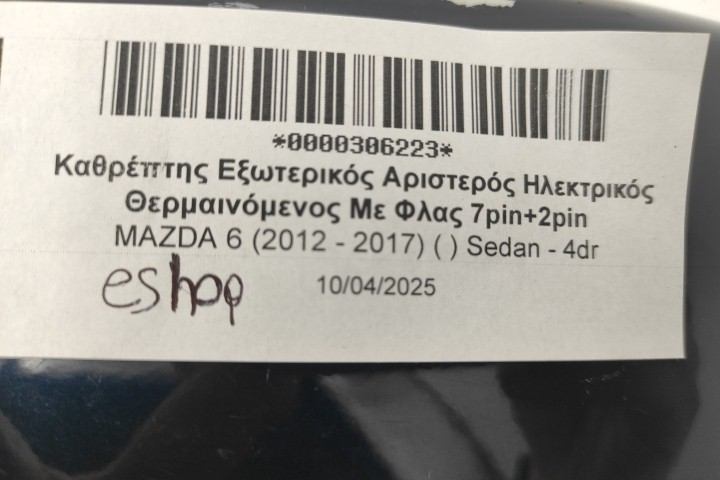 *0000306223*
Καθρέπτης Εξωτερικός Αριστερός Ηλεκτρικός
Θερμαινόμενος Με Φλας 7pin+2pin
MAZDA 6 (2012 - 2017) ( ) Sedan - 4dr
eshop 10/04/2025